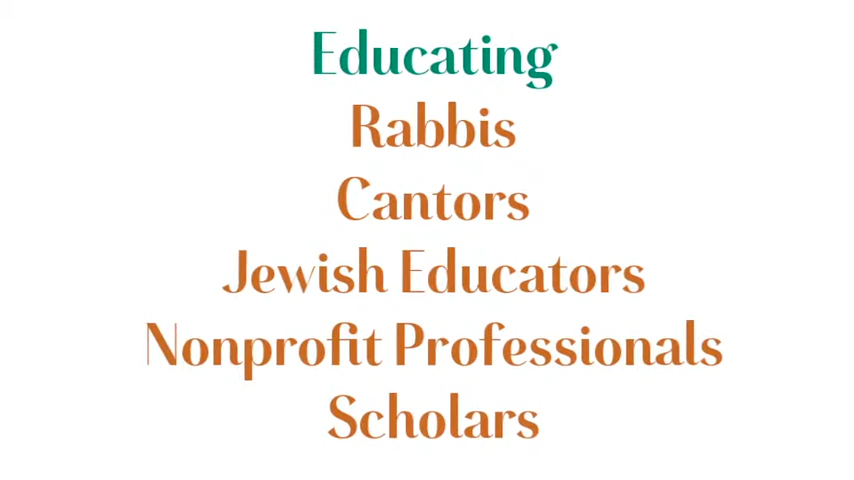 Educating
Rabbis
Cantors
Jewish Educators
Nonprofit Professionals
Scholars